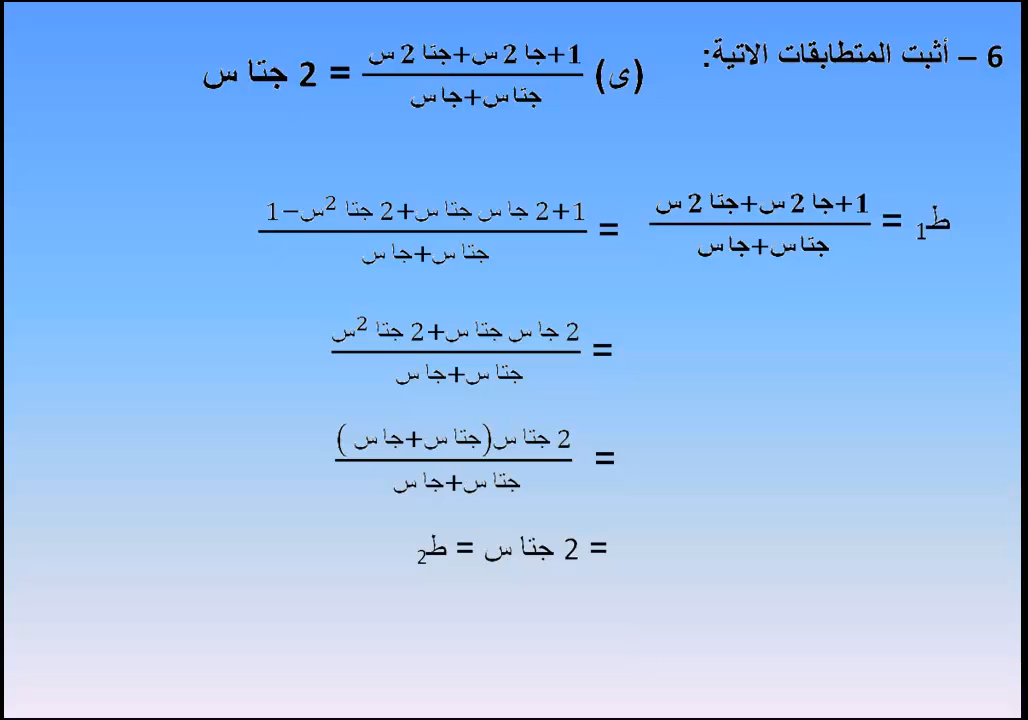 6 – أثبت المتطابقات الاتية:
(ى) (1+جا 2 س+جتا 2 س)/(جتا س+جا س) = 2 جتا س
ط₁ = (1+جا 2 س+جتا 2 س)/(جتا س+جا س) = (1+2 جا س جتا س+2 جتا ²س−1)/(جتا س+جا س)
= (2 جا س جتا س+2 جتا ²س)/(جتا س+جا س)
= (2 جتا س(جتا س+جا س ))/(جتا س+جا س)
= 2 جتا س = ط₂